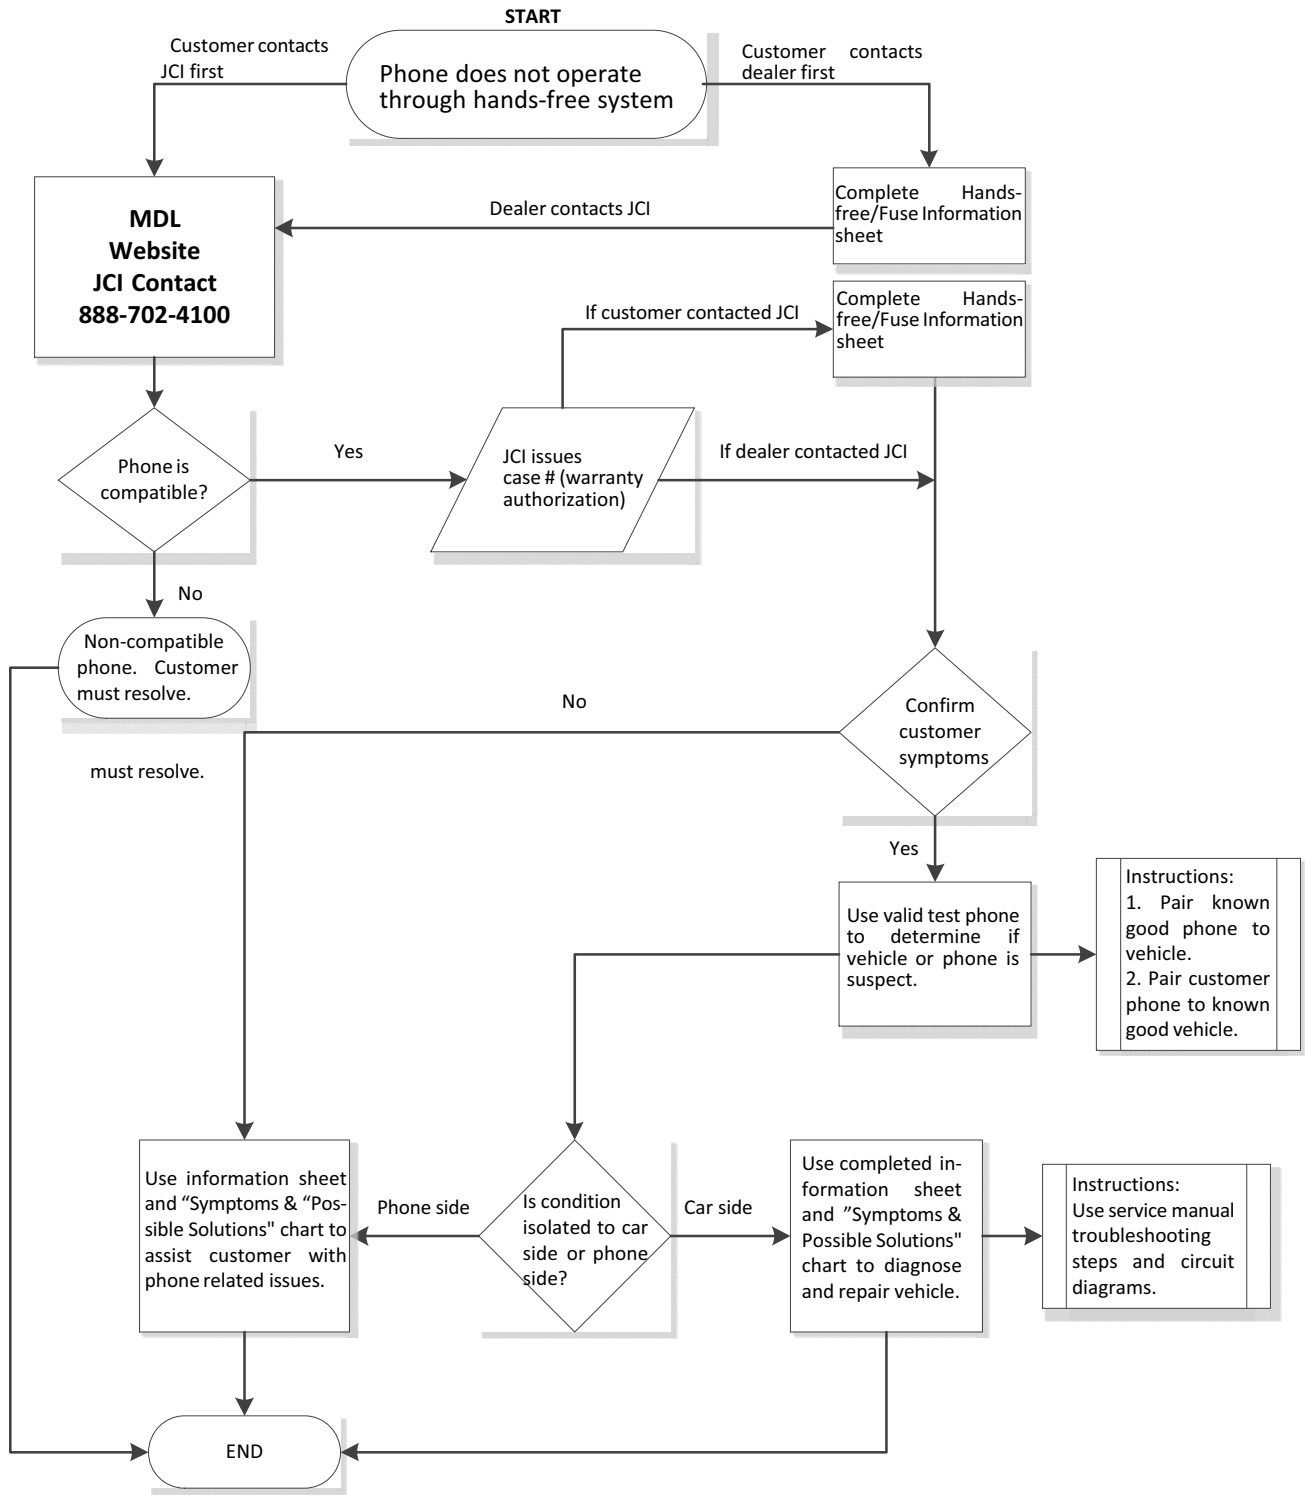 START
Customer contacts
JCI first
Phone does not operate
through hands-free system
Customer contacts
dealer first
MDL
Website
JCI Contact
888-702-4100
Dealer contacts JCI
Complete Hands-
free/Fuse Information
sheet
If customer contacted JCI
Complete Hands-
free/Fuse Information
sheet
Phone is
compatible?
Yes
JCI issues
case # (warranty
authorization)
If dealer contacted JCI
No
Non-compatible
phone. Customer
must resolve.
must resolve.
No
Confirm
customer
symptoms
Yes
Use valid test phone
to determine if
vehicle or phone is
suspect.
Instructions:
1. Pair known
good phone to
vehicle.
2. Pair customer
phone to known
good vehicle.
Use information sheet
and “Symptoms & “Pos-
sible Solutions" chart to
assist customer with
phone related issues.
Phone side
Is condition
isolated to car
side or phone
side?
Car side
Use completed in-
formation sheet
and ”Symptoms &
Possible Solutions"
chart to diagnose
and repair vehicle.
Instructions:
Use service manual
troubleshooting
steps and circuit
diagrams.
END